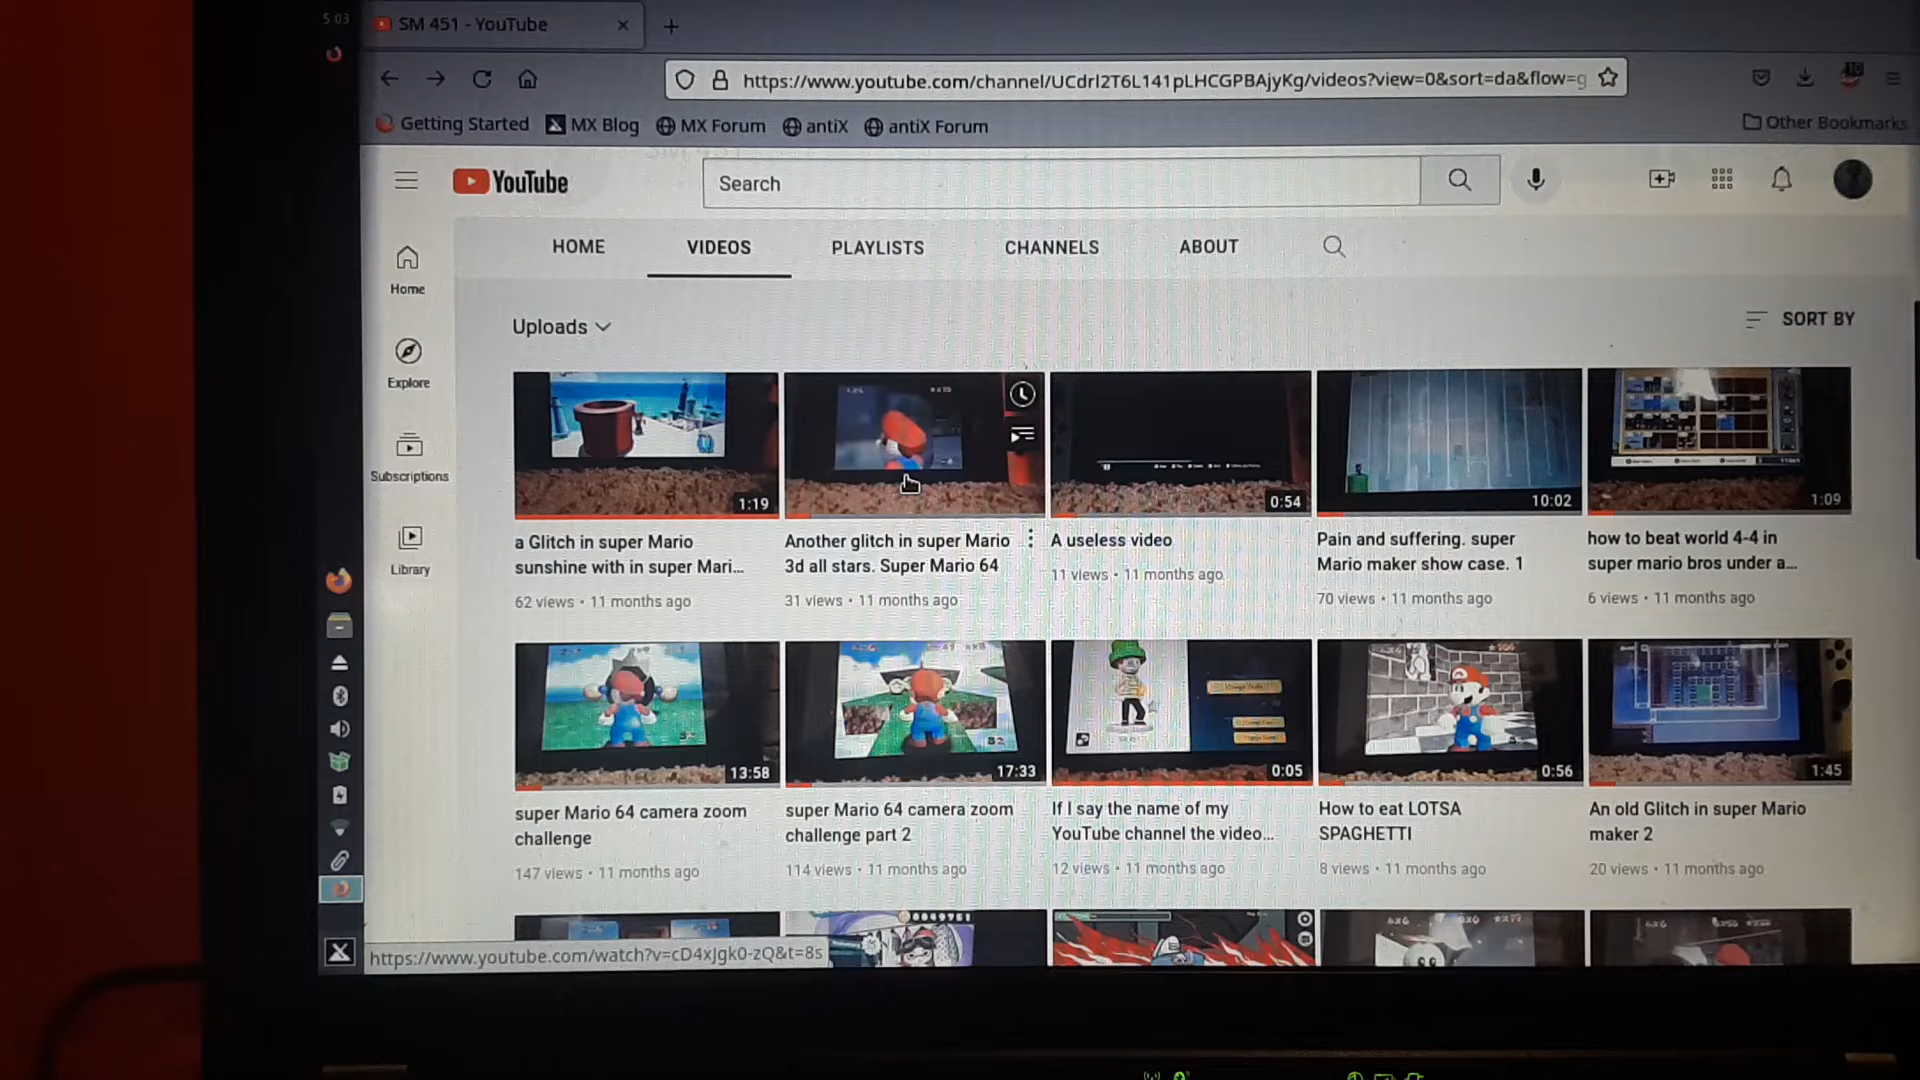 5:03
SM 451 - YouTube
https://www.youtube.com/channel/UCdrl2T6L141pLHCGPBAjyKg/videos?view=0&sort=da&flow=g
Getting Started MX Blog MX Forum antiX antiX Forum Other Bookmarks
YouTube
Search
HOME VIDEOS PLAYLISTS CHANNELS ABOUT
Home
Explore
Subscriptions
Library
Uploads
SORT BY
1:19
0:54
10:02
1:09
a Glitch in super Mario
sunshine with in super Mari...
62 views • 11 months ago
Another glitch in super Mario
3d all stars. Super Mario 64
31 views • 11 months ago
A useless video
11 views • 11 months ago
Pain and suffering. super
Mario maker show case. 1
70 views • 11 months ago
how to beat world 4-4 in
super mario bros under a...
6 views • 11 months ago
13:58
17:33
0:05
0:56
1:45
super Mario 64 camera zoom
challenge
147 views • 11 months ago
super Mario 64 camera zoom
challenge part 2
114 views • 11 months ago
If I say the name of my
YouTube channel the video...
12 views • 11 months ago
How to eat LOTSA
SPAGHETTI
8 views • 11 months ago
An old Glitch in super Mario
maker 2
20 views • 11 months ago
https://www.youtube.com/watch?v=cD4xJgk0-zQ&t=8s